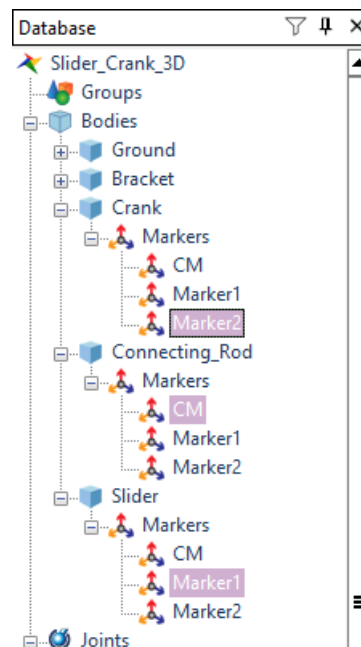 Database
Slider_Crank_3D
Groups
Bodies
Ground
Bracket
Crank
Markers
CM
Marker1
Marker2
Connecting_Rod
Markers
CM
Marker1
Marker2
Slider
Markers
CM
Marker1
Marker2
Joints